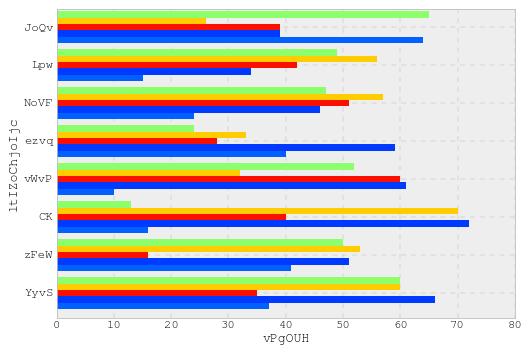 JoQv
Lpw
NoVF
ezvq
vWvP
CK
zFeW
YyvS
0 10 20 30 40 50 60 70 80
vPgOUH
ltIZoChjoIjc